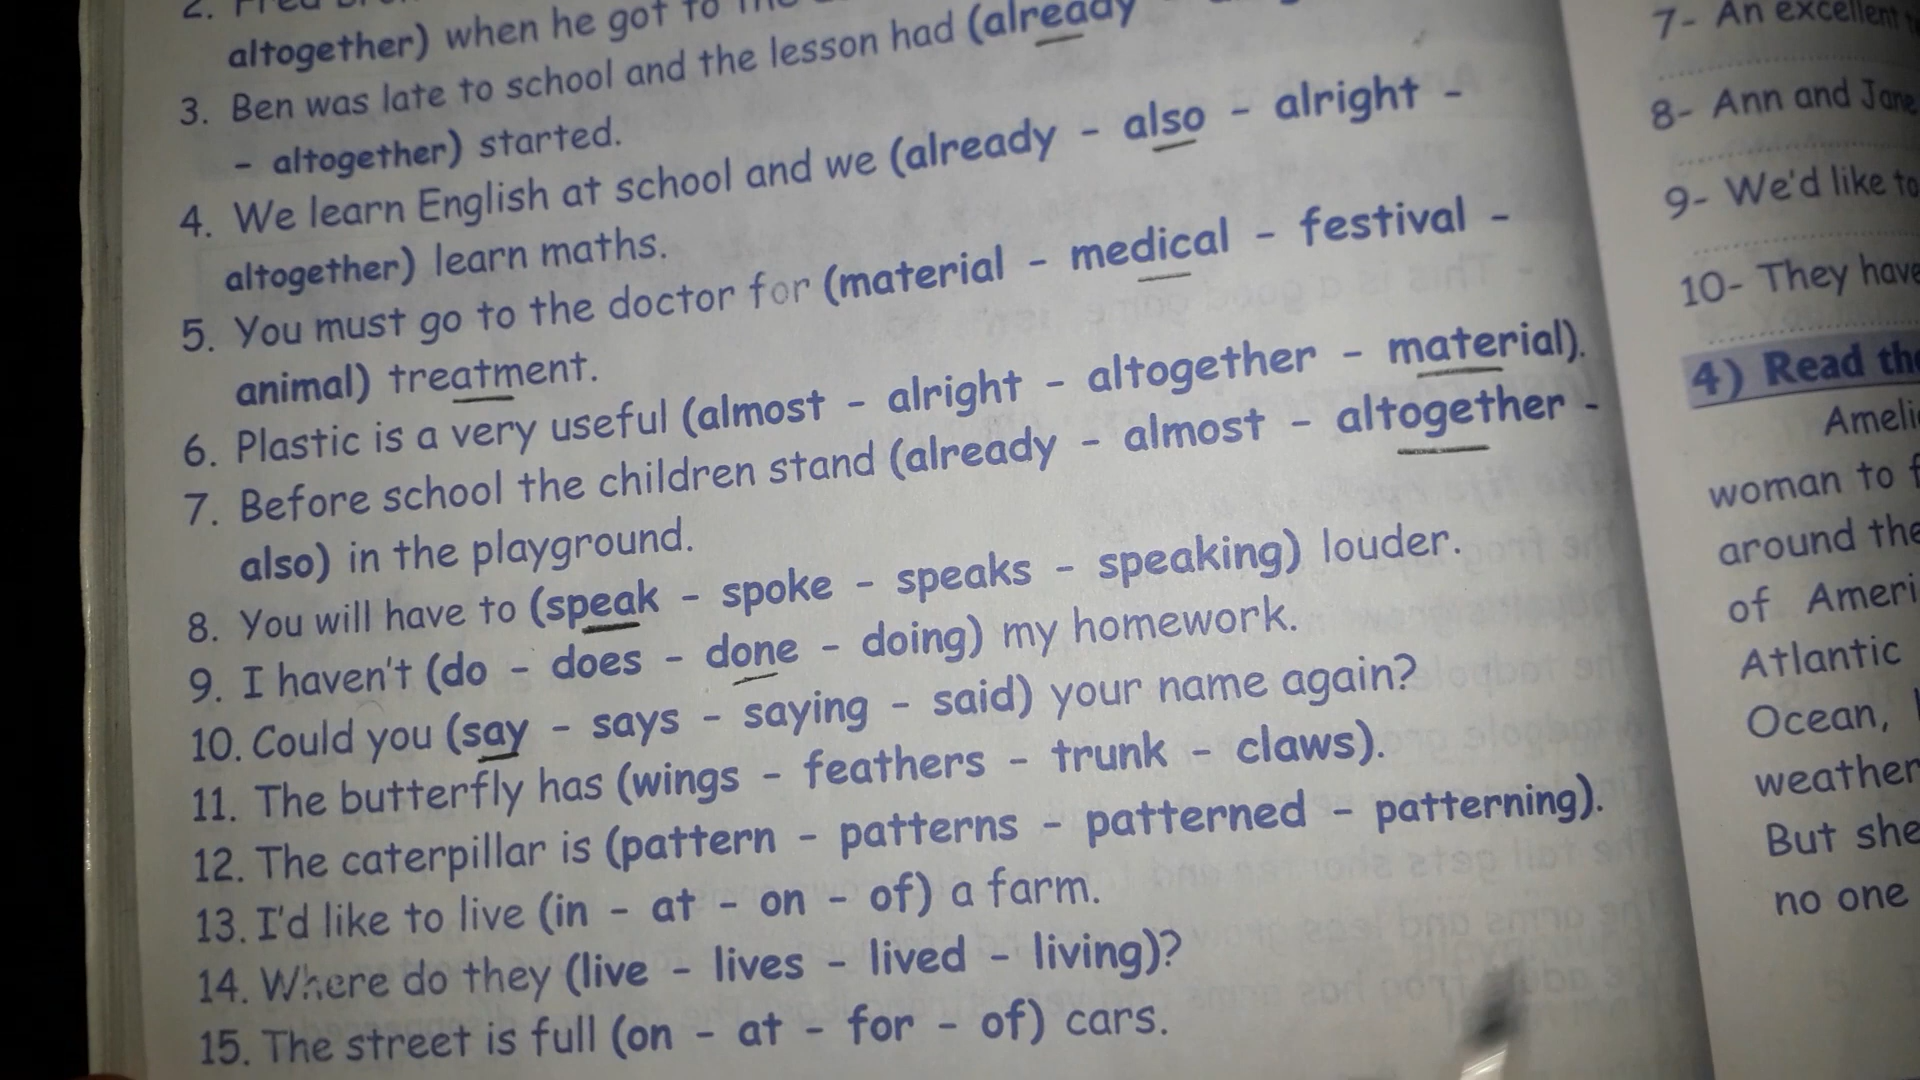 2. Fred
altogether) when he got to
3. Ben was late to school and the lesson had (already
- altogether) started.
4. We learn English at school and we (already - also - alright -
altogether) learn maths.
5. You must go to the doctor for (material - medical - festival -
animal) treatment.
6. Plastic is a very useful (almost - alright - altogether - material).
7. Before school the children stand (already - almost - altogether -
also) in the playground.
8. You will have to (speak - spoke - speaks - speaking) louder.
9. I haven't (do - does - done - doing) my homework.
10. Could you (say - says - saying - said) your name again?
11. The butterfly has (wings - feathers - trunk - claws).
12. The caterpillar is (pattern - patterns - patterned - patterning).
13. I'd like to live (in - at - on - of) a farm.
14. Where do they (live - lives - lived - living)?
15. The street is full (on - at - for - of) cars.
7- An excellent
8- Ann and Jane
9- We'd like to
10- They have
4) Read the
woman to
around the
of Ameri
Atlantic
Ocean,
weather
But she
no one